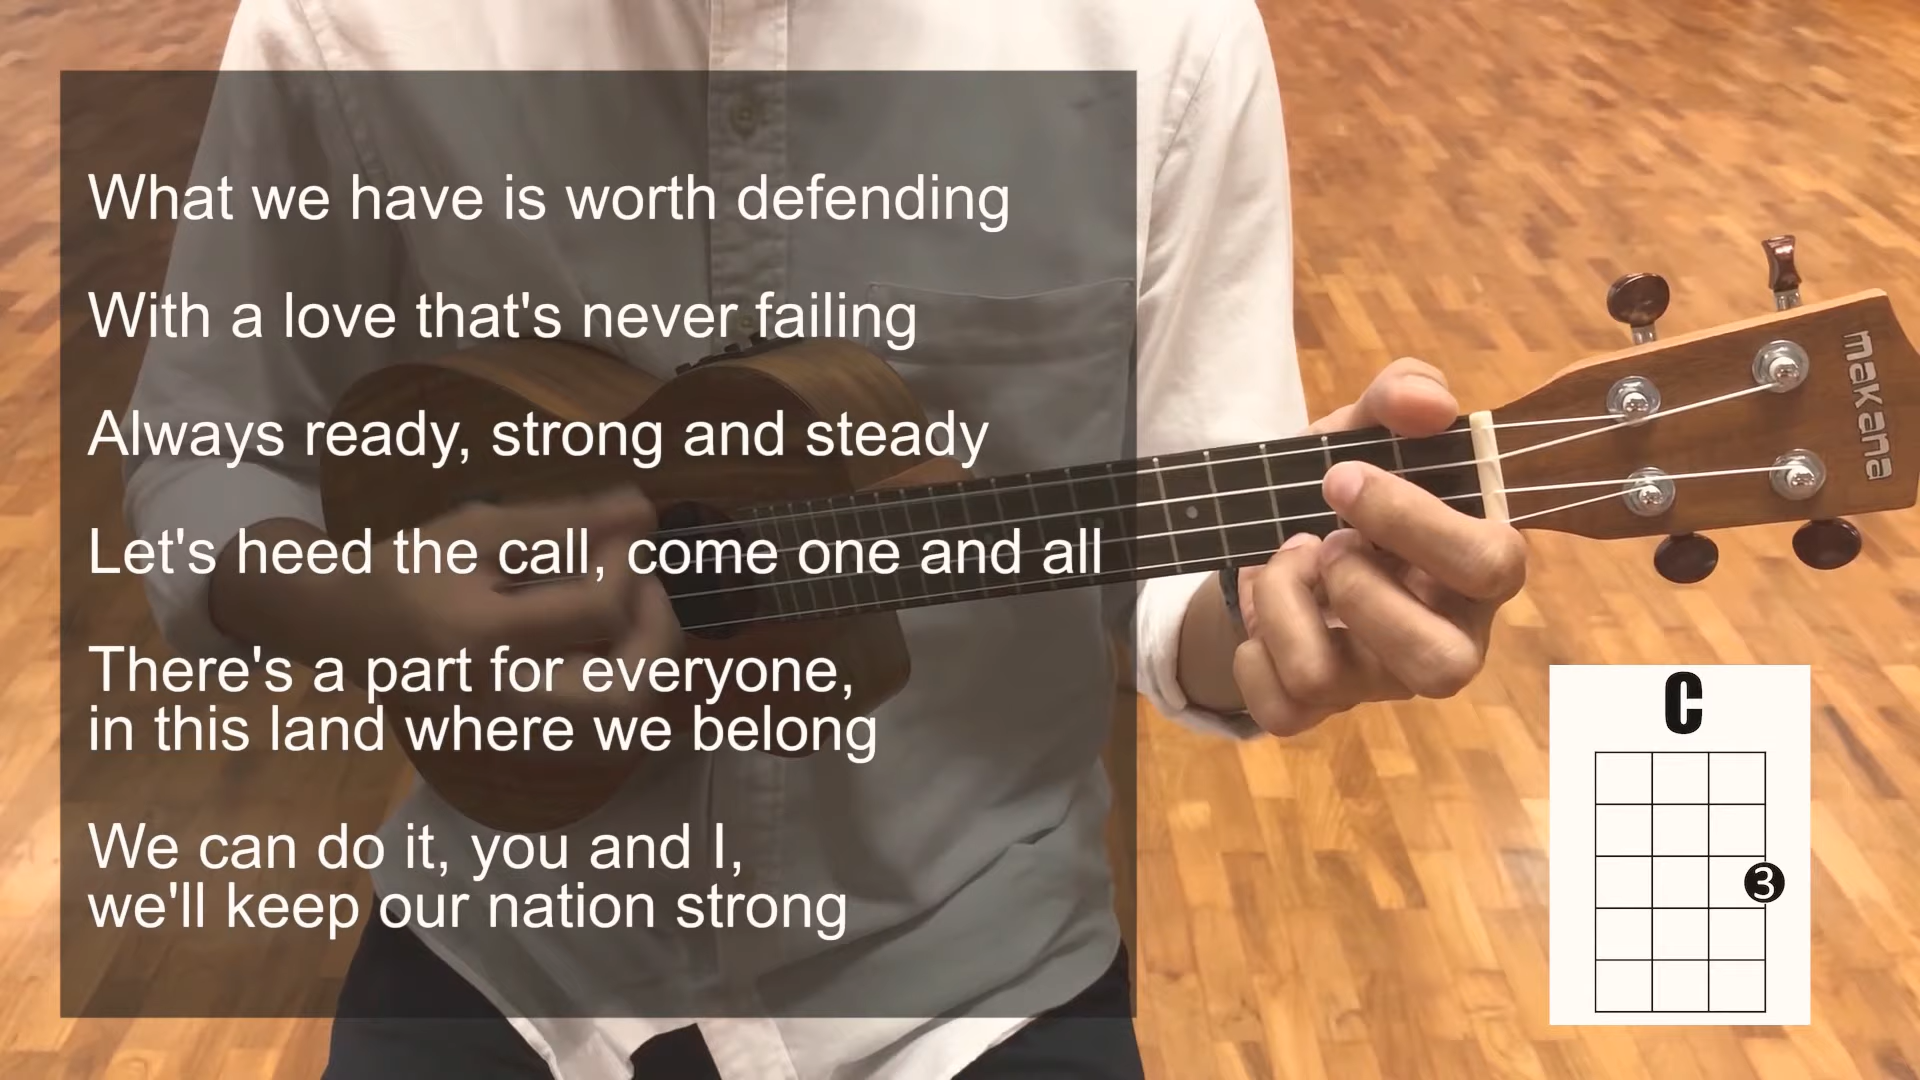 What we have is worth defending
With a love that's never failing
Always ready, strong and steady
Let's heed the call, come one and all
There's a part for everyone,
in this land where we belong
We can do it, you and I,
we'll keep our nation strong
makana
C
3